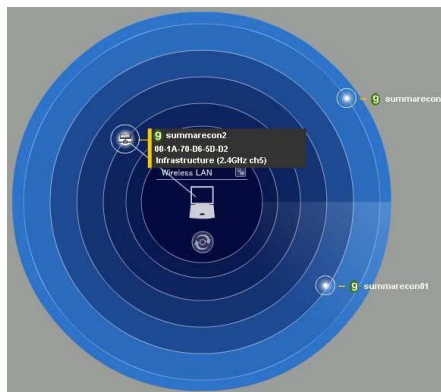 g summarecon
g summarecon2
00-1A-70-D6-5D-D2
Infrastructure (2.4GHz ch5)
Wireless LAN
g summarecon01